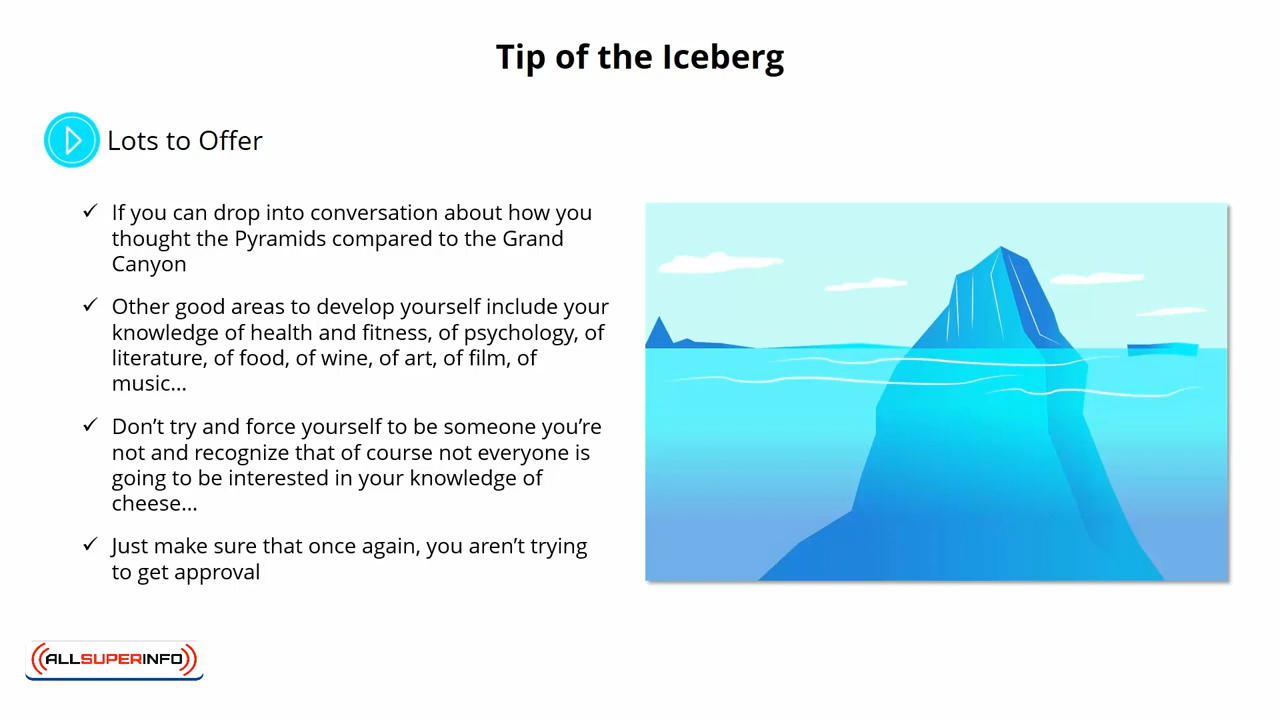 Tip of the Iceberg
Lots to Offer
✓ If you can drop into conversation about how you
thought the Pyramids compared to the Grand
Canyon
✓ Other good areas to develop yourself include your
knowledge of health and fitness, of psychology, of
literature, of food, of wine, of art, of film, of
music...
✓ Don’t try and force yourself to be someone you’re
not and recognize that of course not everyone is
going to be interested in your knowledge of
cheese...
✓ Just make sure that once again, you aren’t trying
to get approval
ALLSUPERINFO